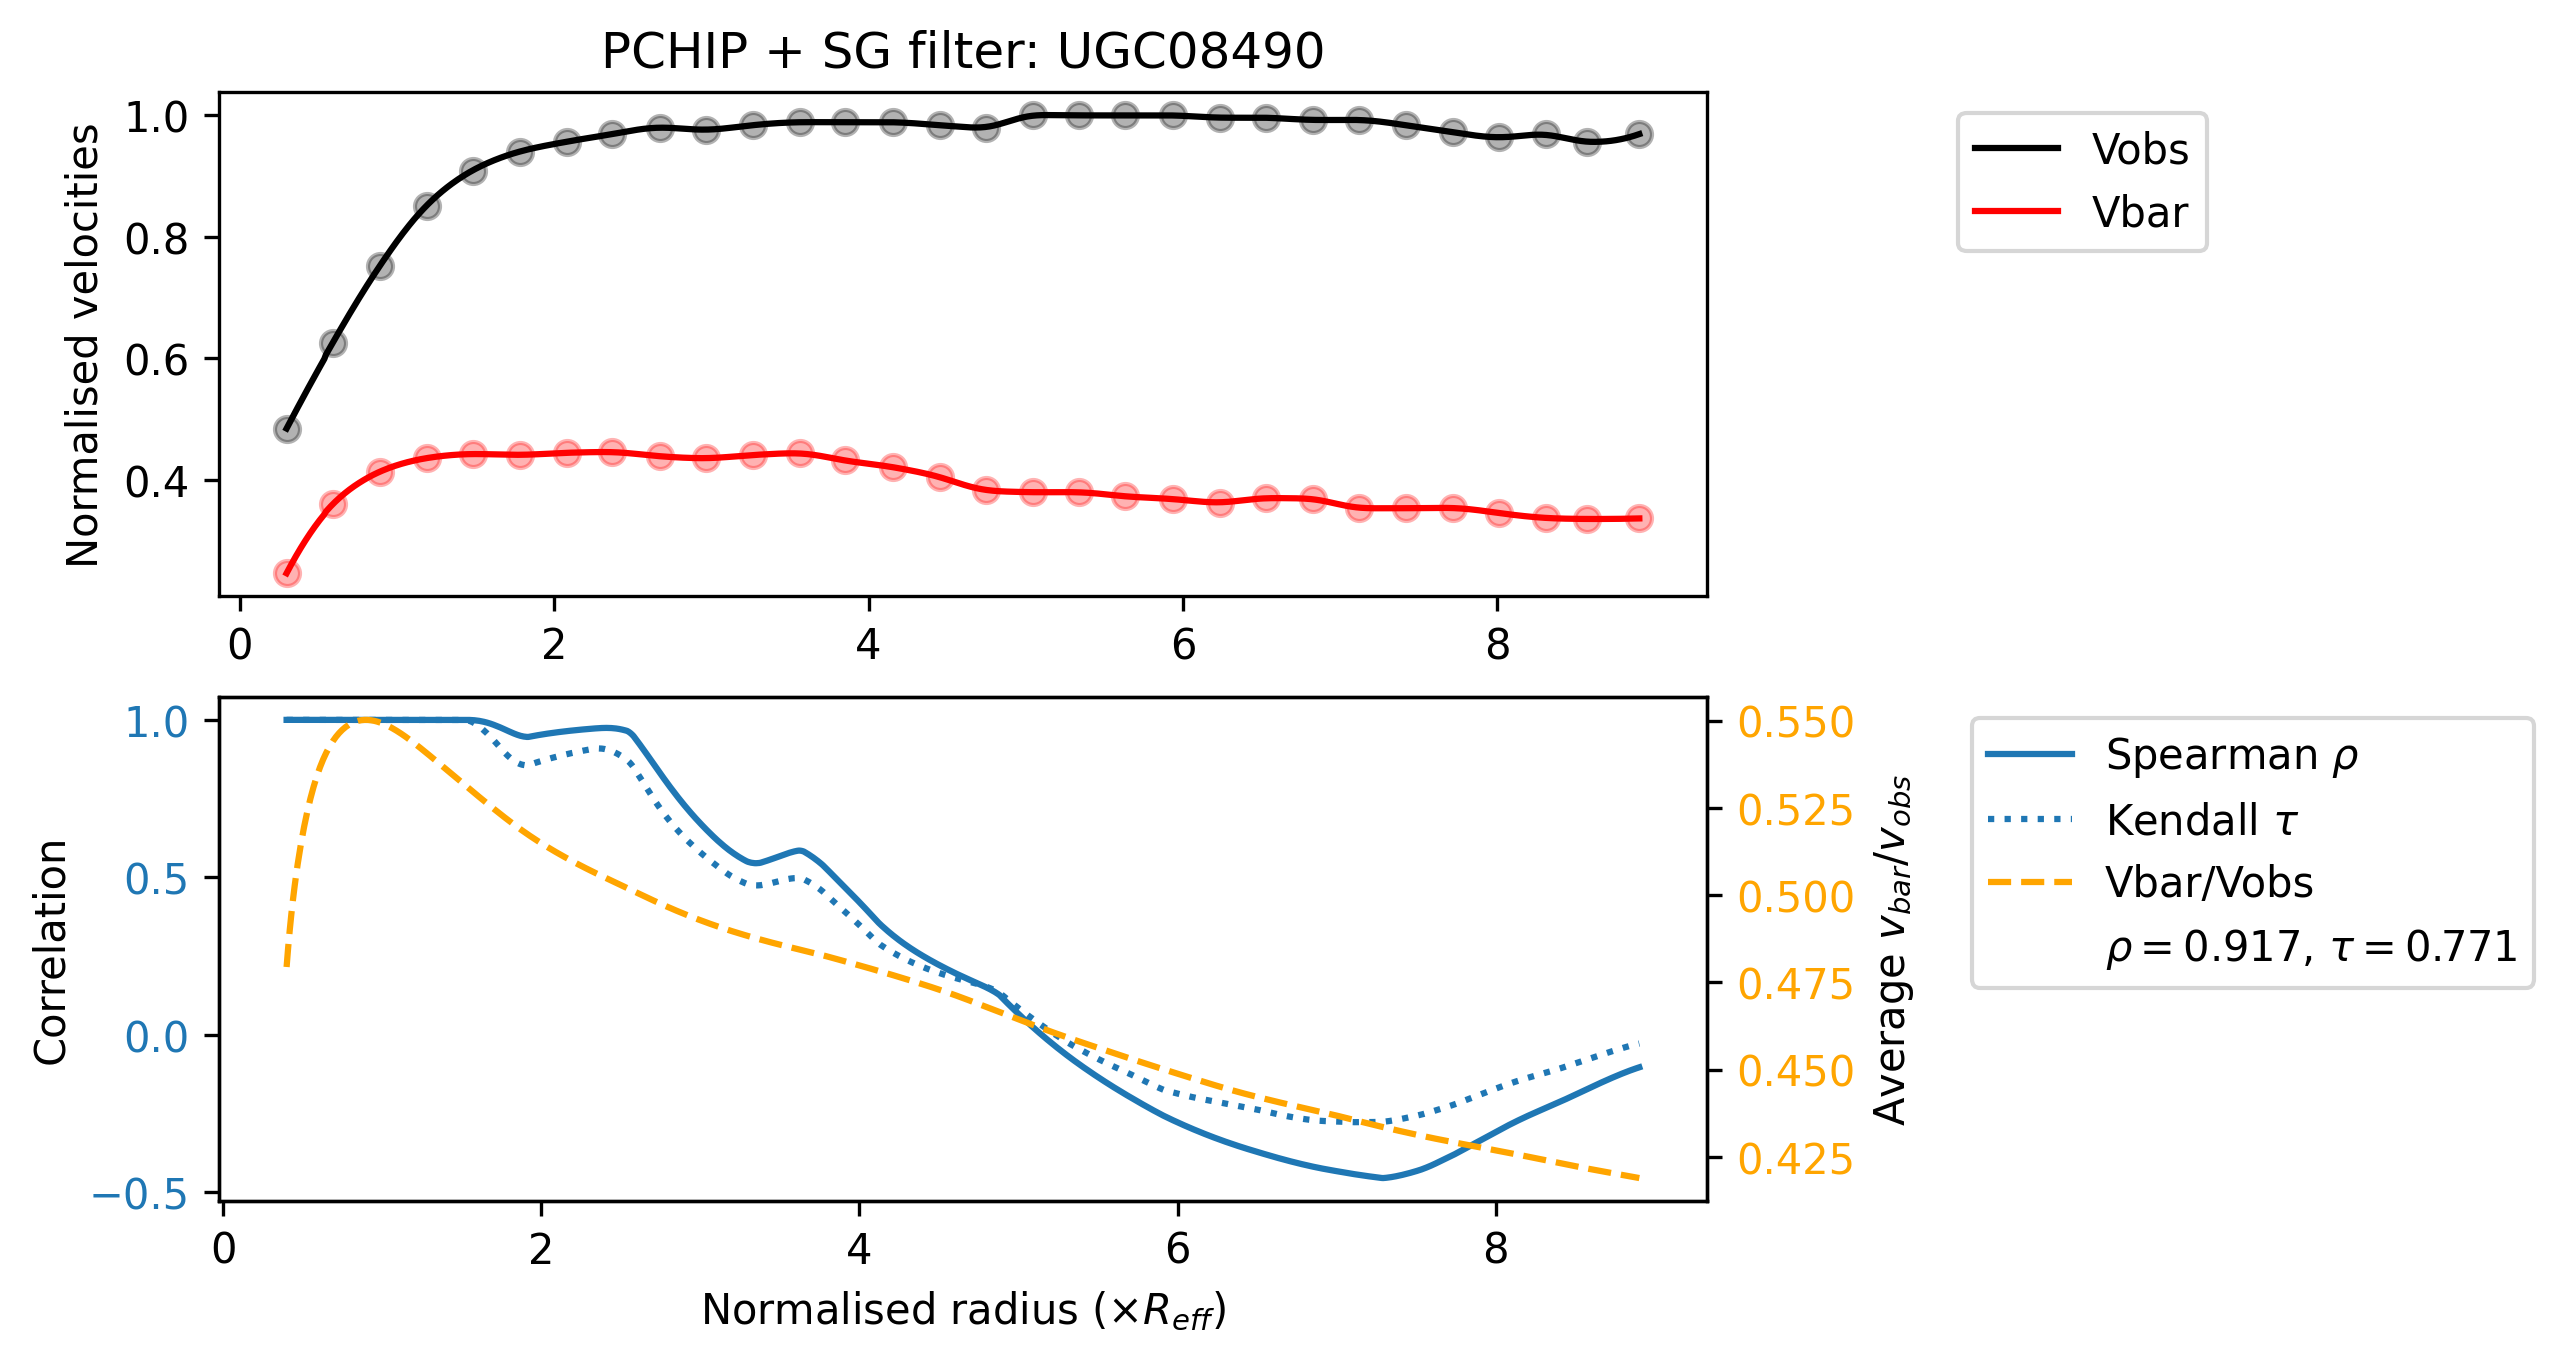 PCHIP + SG filter: UGC08490
Normalised velocities
1.0
0.8
0.6
0.4
0 2 4 6 8
Vobs
Vbar
Correlation
1.0
0.5
0.0
−0.5
0 2 4 6 8
Normalised radius (×R_eff)
0.550
0.525
0.500
0.475
0.450
0.425
Average v_bar/v_obs
Spearman ρ
Kendall τ
Vbar/Vobs
ρ = 0.917, τ = 0.771